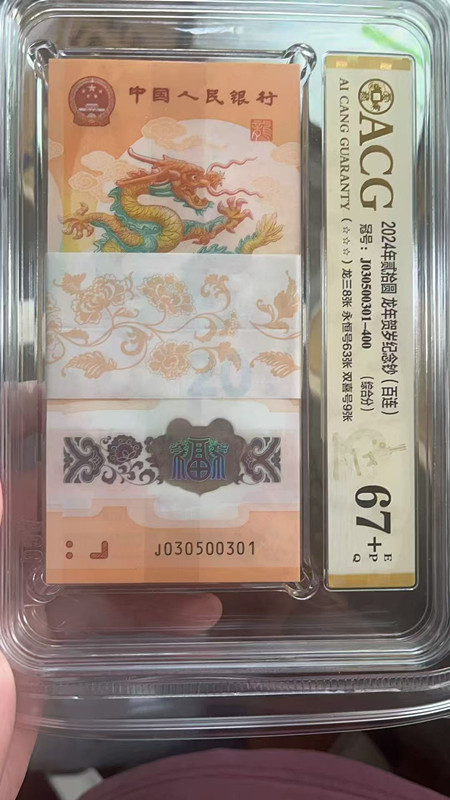 中国人民银行
J030500301
ACG
AI CANG GUARANTY
2024年贰拾圆 龙年贺岁纪念钞(百连)
冠号:J030500301-400 (综合分)
(☆☆☆) 龙三8张 永恒号63张 双喜号9张
67+
E
P
Q